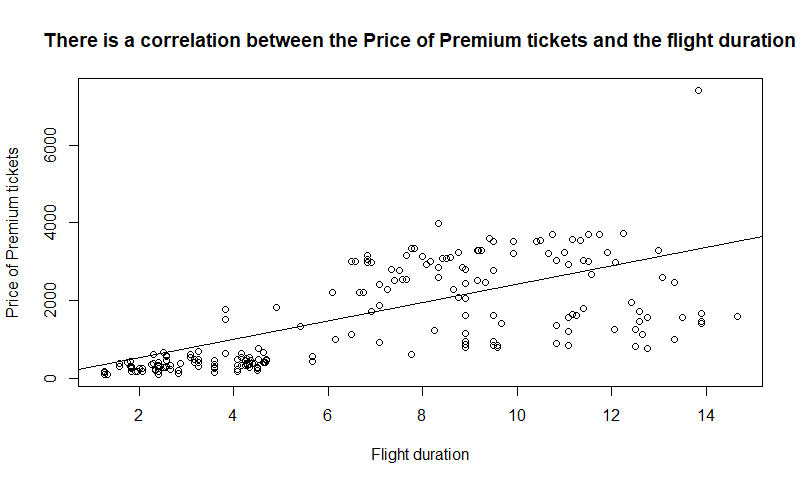 There is a correlation between the Price of Premium tickets and the flight duration
Price of Premium tickets
6000
4000
2000
0
2 4 6 8 10 12 14
Flight duration